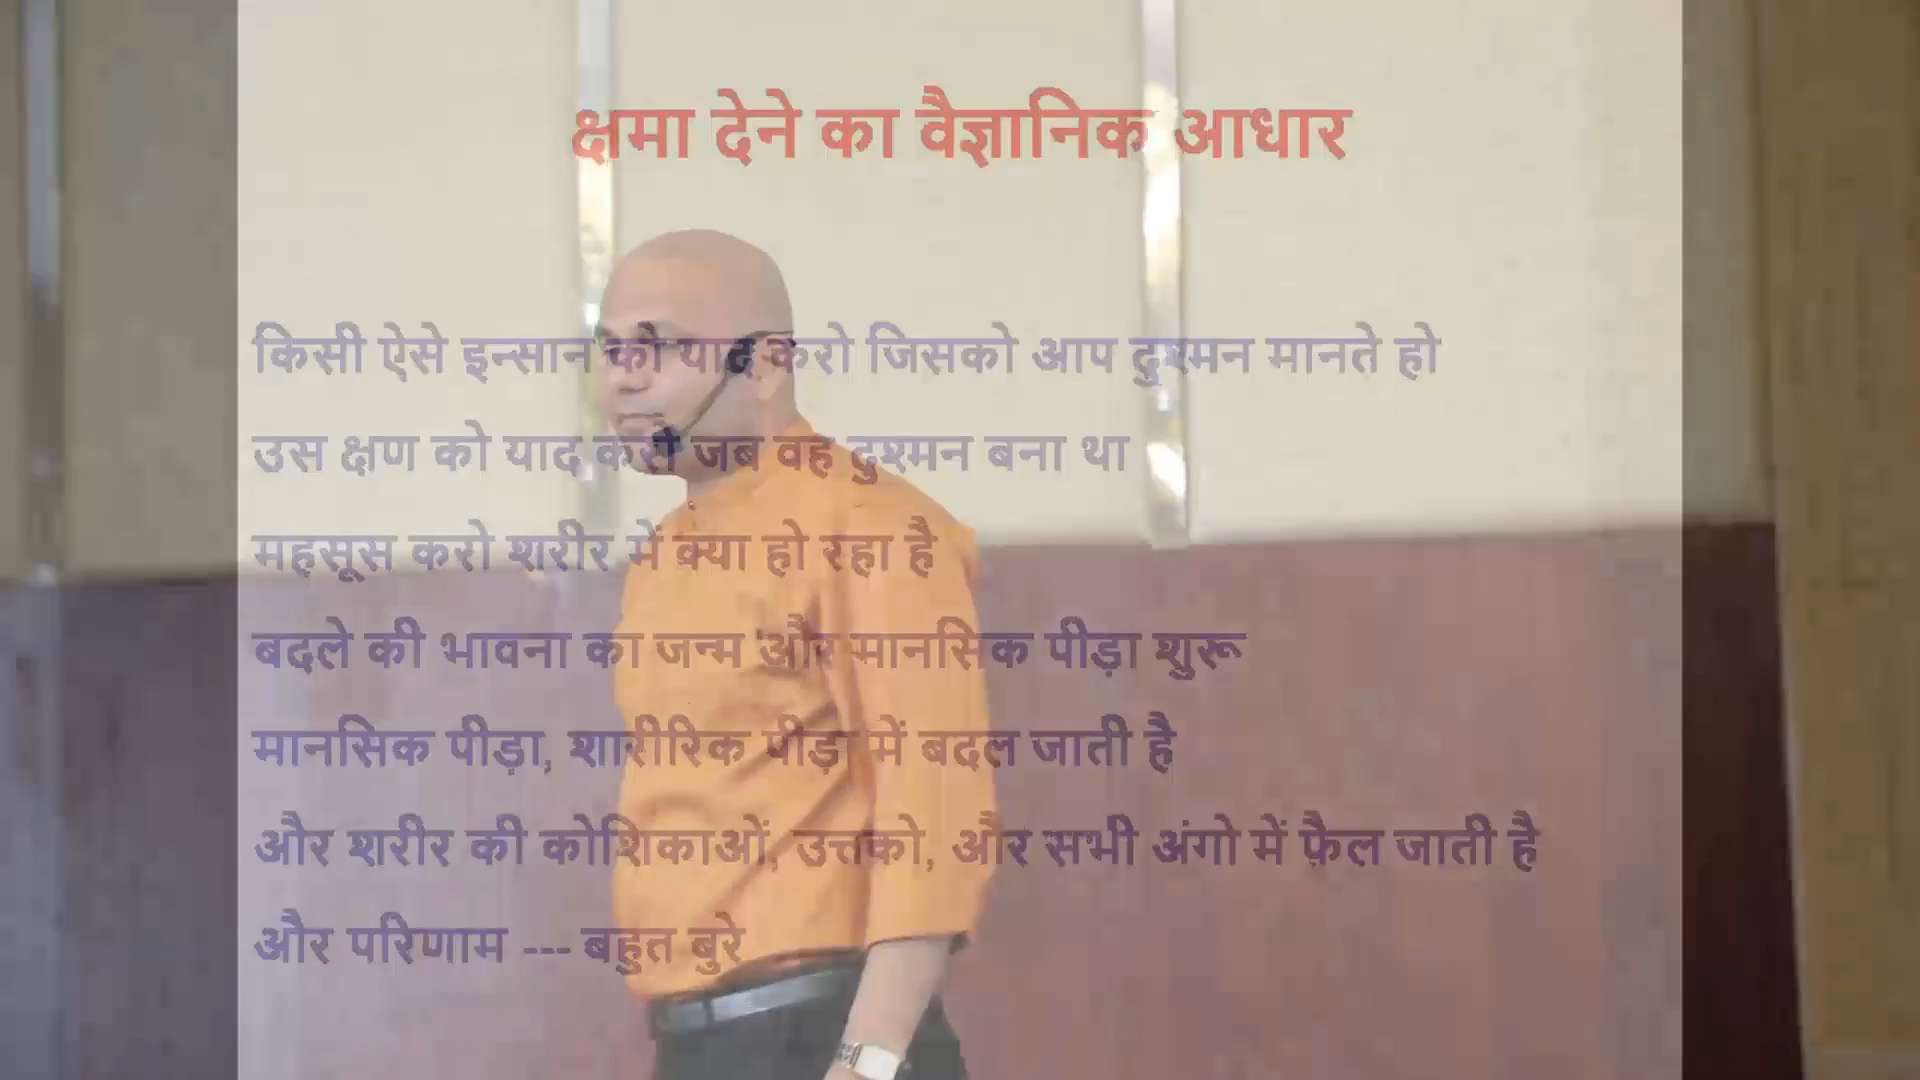 क्षमा देने का वैज्ञानिक आधार
किसी ऐसे इन्सान को याद करो जिसको आप दुश्मन मानते हो
उस क्षण को याद करो जब वह दुश्मन बना था
महसूस करो शरीर में क्या हो रहा है
बदले की भावना का जन्म और मानसिक पीड़ा शुरू
मानसिक पीड़ा, शारीरिक पीड़ा में बदल जाती है
और शरीर की कोशिकाओं, उत्तको, और सभी अंगो में फ़ैल जाती है
और परिणाम --- बहुत बुरे